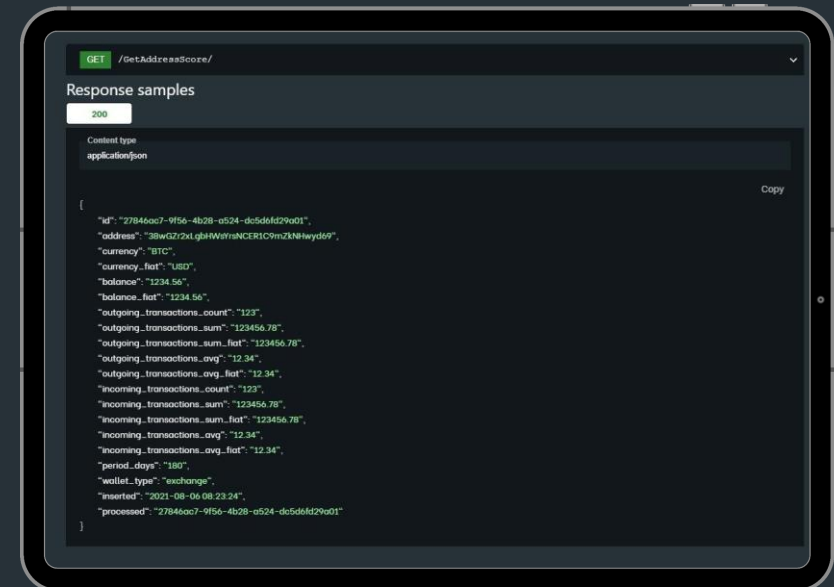 GET /GetAddressScore/
Response samples
200
Content type
application/json
Copy
{
"id": "27846ac7-9f56-4b28-a524-dc5d6fd29a01",
"address": "38wGZr2xLgbHWsYrsNCER1C9mZkNHwyd69",
"currency": "BTC",
"currency_fiat": "USD",
"balance": "1234.56",
"balance_fiat": "1234.56",
"outgoing_transactions_count": "123",
"outgoing_transactions_sum": "123456.78",
"outgoing_transactions_sum_fiat": "123456.78",
"outgoing_transactions_avg": "12.34",
"outgoing_transactions_avg_fiat": "12.34",
"incoming_transactions_count": "123",
"incoming_transactions_sum": "123456.78",
"incoming_transactions_sum_fiat": "123456.78",
"incoming_transactions_avg": "12.34",
"incoming_transactions_avg_fiat": "12.34",
"period_days": "180",
"wallet_type": "exchange",
"inserted": "2021-08-06 08:23:24",
"processed": "27846ac7-9f56-4b28-a524-dc5d6fd29a01"
}